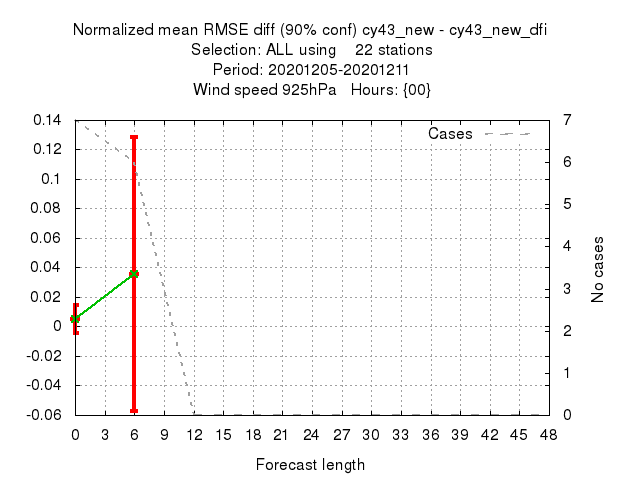 Normalized mean RMSE diff (90% conf) cy43_new - cy43_new_dfi
Selection: ALL using 22 stations
Period: 20201205-20201211
Wind speed 925hPa Hours: {00}
Cases
0.14
0.12
0.1
0.08
0.06
0.04
0.02
0
-0.02
-0.04
-0.06
7
6
5
4
3
2
1
0
No cases
0 3 6 9 12 15 18 21 24 27 30 33 36 39 42 45 48
Forecast length